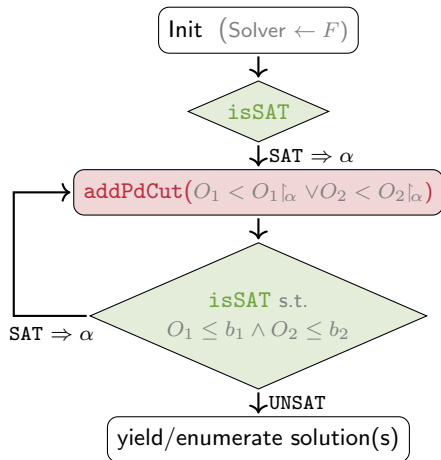 Init (Solver ← F)
isSAT
SAT ⇒ α
addPdCut(O₁ < O₁↾α ∨O₂ < O₂↾α)
isSAT s.t.
O₁ ≤ b₁ ∧ O₂ ≤ b₂
SAT ⇒ α
UNSAT
yield/enumerate solution(s)